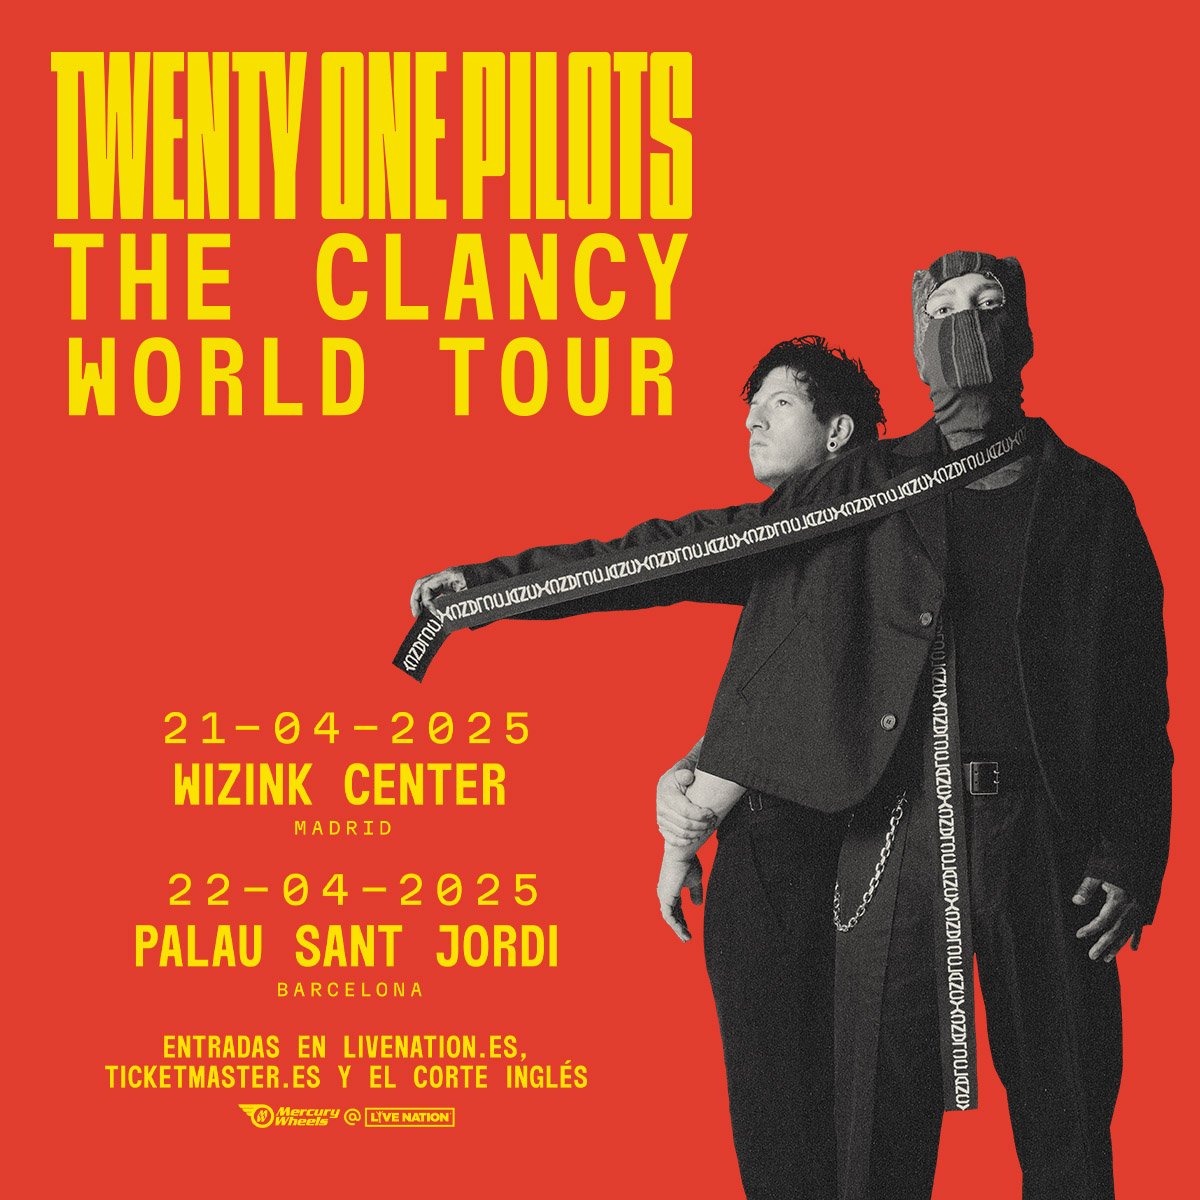 TWENTY ONE PILOTS
THE CLANCY
WORLD TOUR
21-04-2025
WIZINK CENTER
MADRID
22-04-2025
PALAU SANT JORDI
BARCELONA
ENTRADAS EN LIVENATION.ES,
TICKETMASTER.ES Y EL CORTE INGLÉS
Mercury
Wheels @ LIVE NATION